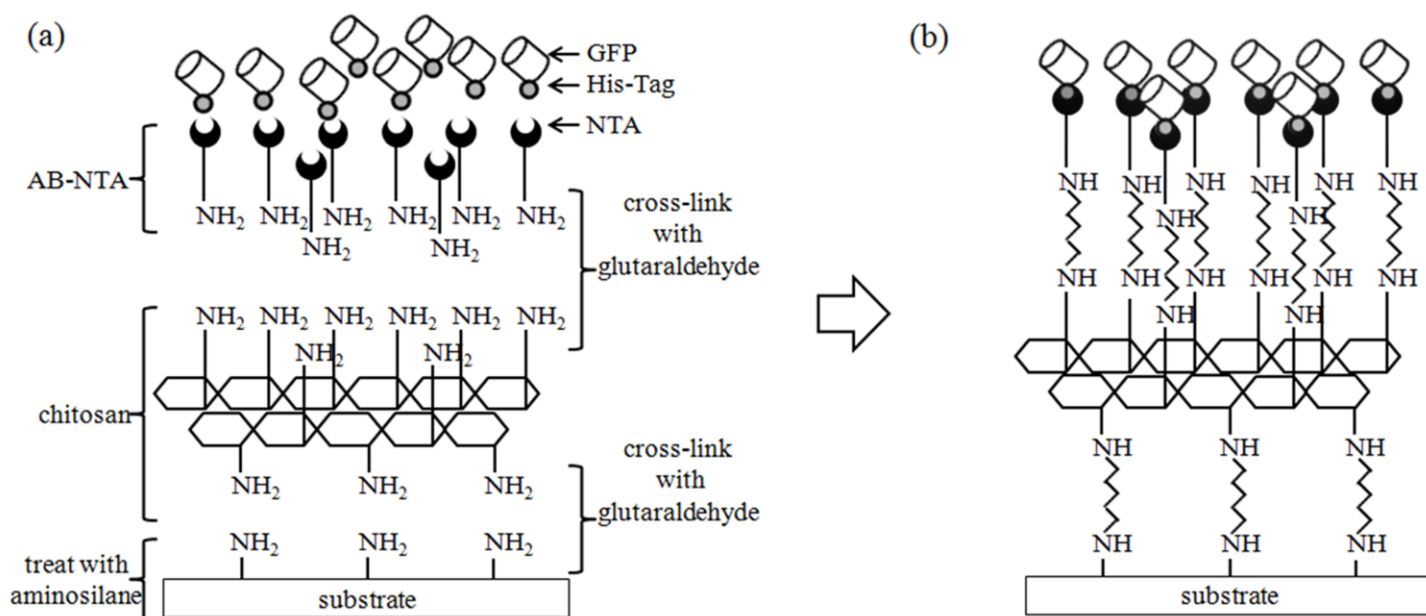 (a)
GFP
His-Tag
NTA
AB-NTA
NH₂ NH₂ NH₂ NH₂ NH₂ NH₂
NH₂ NH₂
cross-link
with
glutaraldehyde
NH₂ NH₂ NH₂ NH₂ NH₂ NH₂
NH₂ NH₂
chitosan
NH₂ NH₂ NH₂
cross-link
with
glutaraldehyde
NH₂ NH₂ NH₂
treat with
aminosilane
substrate
(b)
NH NH NH NH NH NH
NH NH
NH NH NH NH NH NH
NH NH
NH NH NH
NH NH NH
substrate